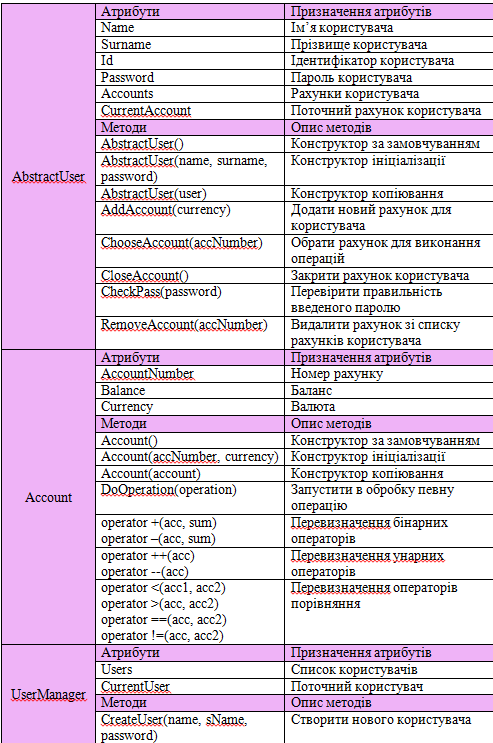 AbstractUser
Атрибути Призначення атрибутів
Name Ім’я користувача
Surname Прізвище користувача
Id Ідентифікатор користувача
Password Пароль користувача
Accounts Рахунки користувача
CurrentAccount Поточний рахунок користувача
Методи Опис методів
AbstractUser() Конструктор за замовчуванням
AbstractUser(name, surname, Конструктор ініціалізації
password)
AbstractUser(user) Конструктор копіювання
AddAccount(currency) Додати новий рахунок для
користувача
ChooseAccount(accNumber) Обрати рахунок для виконання
операцій
CloseAccount() Закрити рахунок користувача
CheckPass(password) Перевірити правильність
введеного паролю
RemoveAccount(accNumber) Видалити рахунок зі списку
рахунків користувача
Account
Атрибути Призначення атрибутів
AccountNumber Номер рахунку
Balance Баланс
Currency Валюта
Методи Опис методів
Account() Конструктор за замовчуванням
Account(accNumber, currency) Конструктор ініціалізації
Account(account) Конструктор копіювання
DoOperation(operation) Запустити в обробку певну
операцію
operator +(acc, sum) Перевизначення бінарних
operator –(acc, sum) операторів
operator ++(acc) Перевизначення унарних
operator --(acc) операторів
operator <(acc1, acc2) Перевизначення операторів
operator >(acc, acc2) порівняння
operator ==(acc, acc2)
operator !=(acc, acc2)
UserManager
Атрибути Призначення атрибутів
Users Список користувачів
CurrentUser Поточний користувач
Методи Опис методів
CreateUser(name, sName, Створити нового користувача
password)